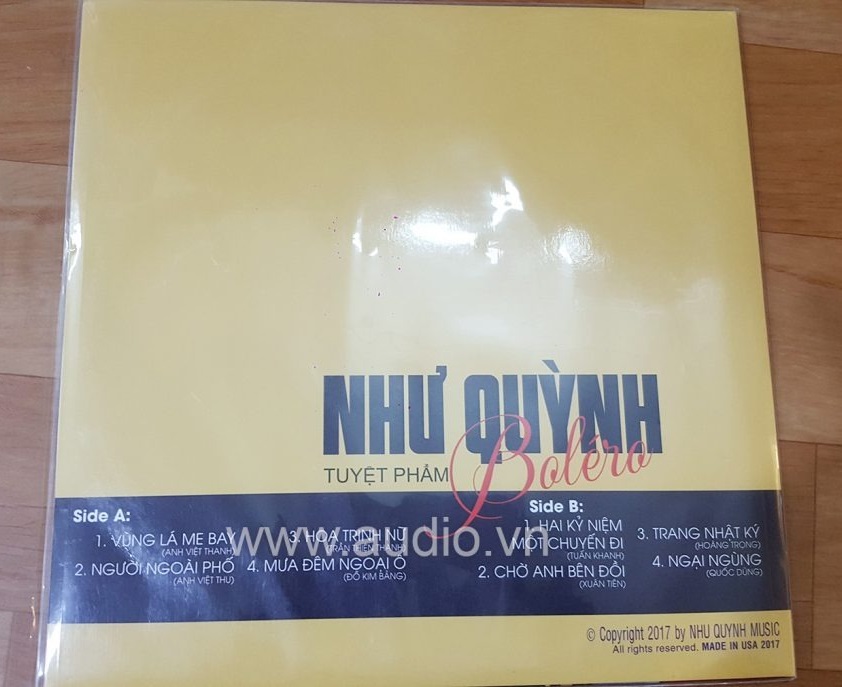 NHƯ QUỲNH
TUYỆT PHẨM Boléro
Side A:
1. VÙNG LÁ ME BAY
(ANH VIỆT THANH)
2. NGƯỜI NGOÀI PHỐ
(ANH VIỆT THU)
3. HOA TRINH NỮ
(TRẦN THIỆN THANH)
4. MƯA ĐÊM NGOẠI Ô
(ĐỖ KIM BẢNG)
Side B:
1. HAI KỶ NIỆM
MỘT CHUYẾN ĐI
(TUẤN KHANH)
2. CHỜ ANH BÊN ĐỒI
(XUÂN TIÊN)
3. TRANG NHẬT KÝ
(HOÀNG TRỌNG)
4. NGẠI NGÙNG
(QUỐC DŨNG)
www.audio.vn
© Copyright 2017 by NHU QUYNH MUSIC
All rights reserved. MADE IN USA 2017